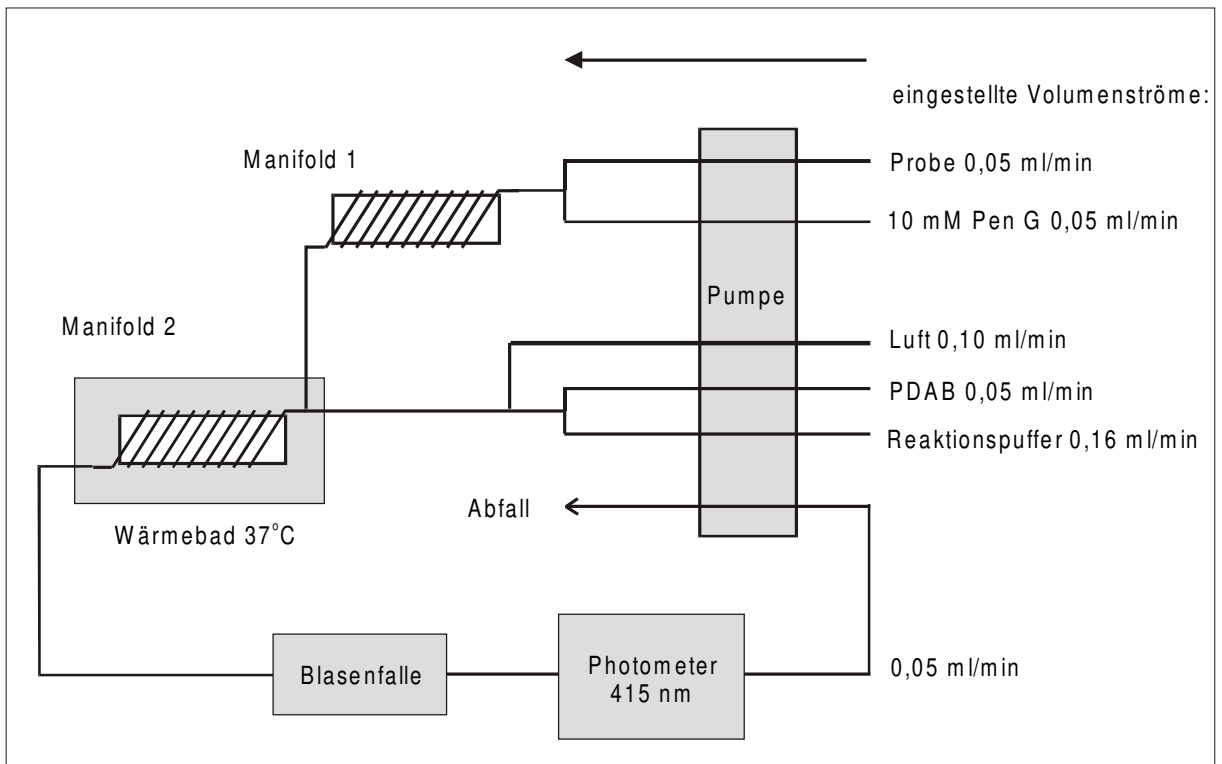 eingestellte Volumenströme:
Manifold 1
Probe 0,05 ml/min
10 mM Pen G 0,05 ml/min
Pumpe
Manifold 2
Luft 0,10 ml/min
PDAB 0,05 ml/min
Reaktionspuffer 0,16 ml/min
Abfall
Wärmebad 37°C
Blasenfalle
Photometer
415 nm
0,05 ml/min